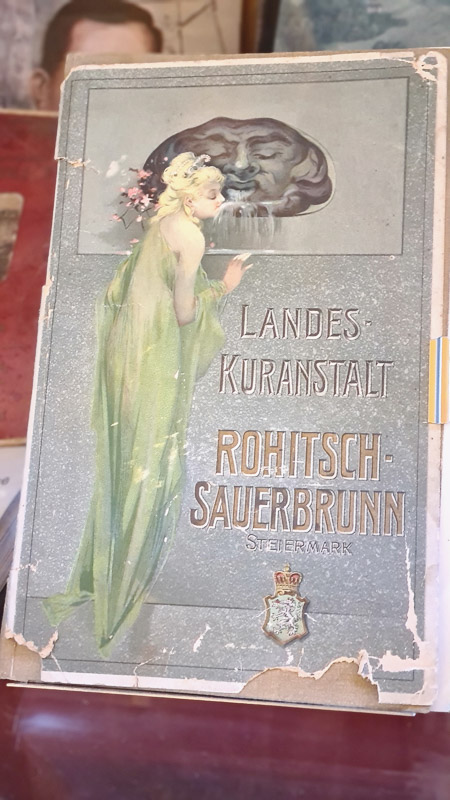 LANDES-
KURANSTALT
ROHITSCH-
SAUERBRUNN
STEIERMARK